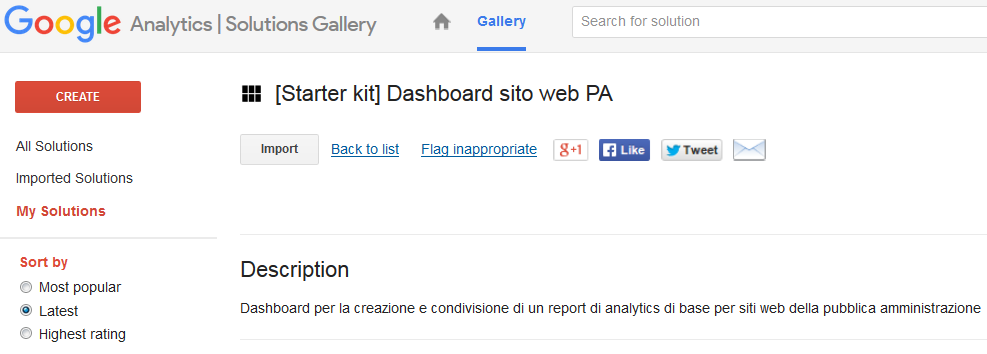 Google Analytics | Solutions Gallery
Gallery
Search for solution
CREATE
All Solutions
Imported Solutions
My Solutions
Sort by
Most popular
Latest
Highest rating
[Starter kit] Dashboard sito web PA
Import Back to list Flag inappropriate g+1 Like Tweet
Description
Dashboard per la creazione e condivisione di un report di analytics di base per siti web della pubblica amministrazione